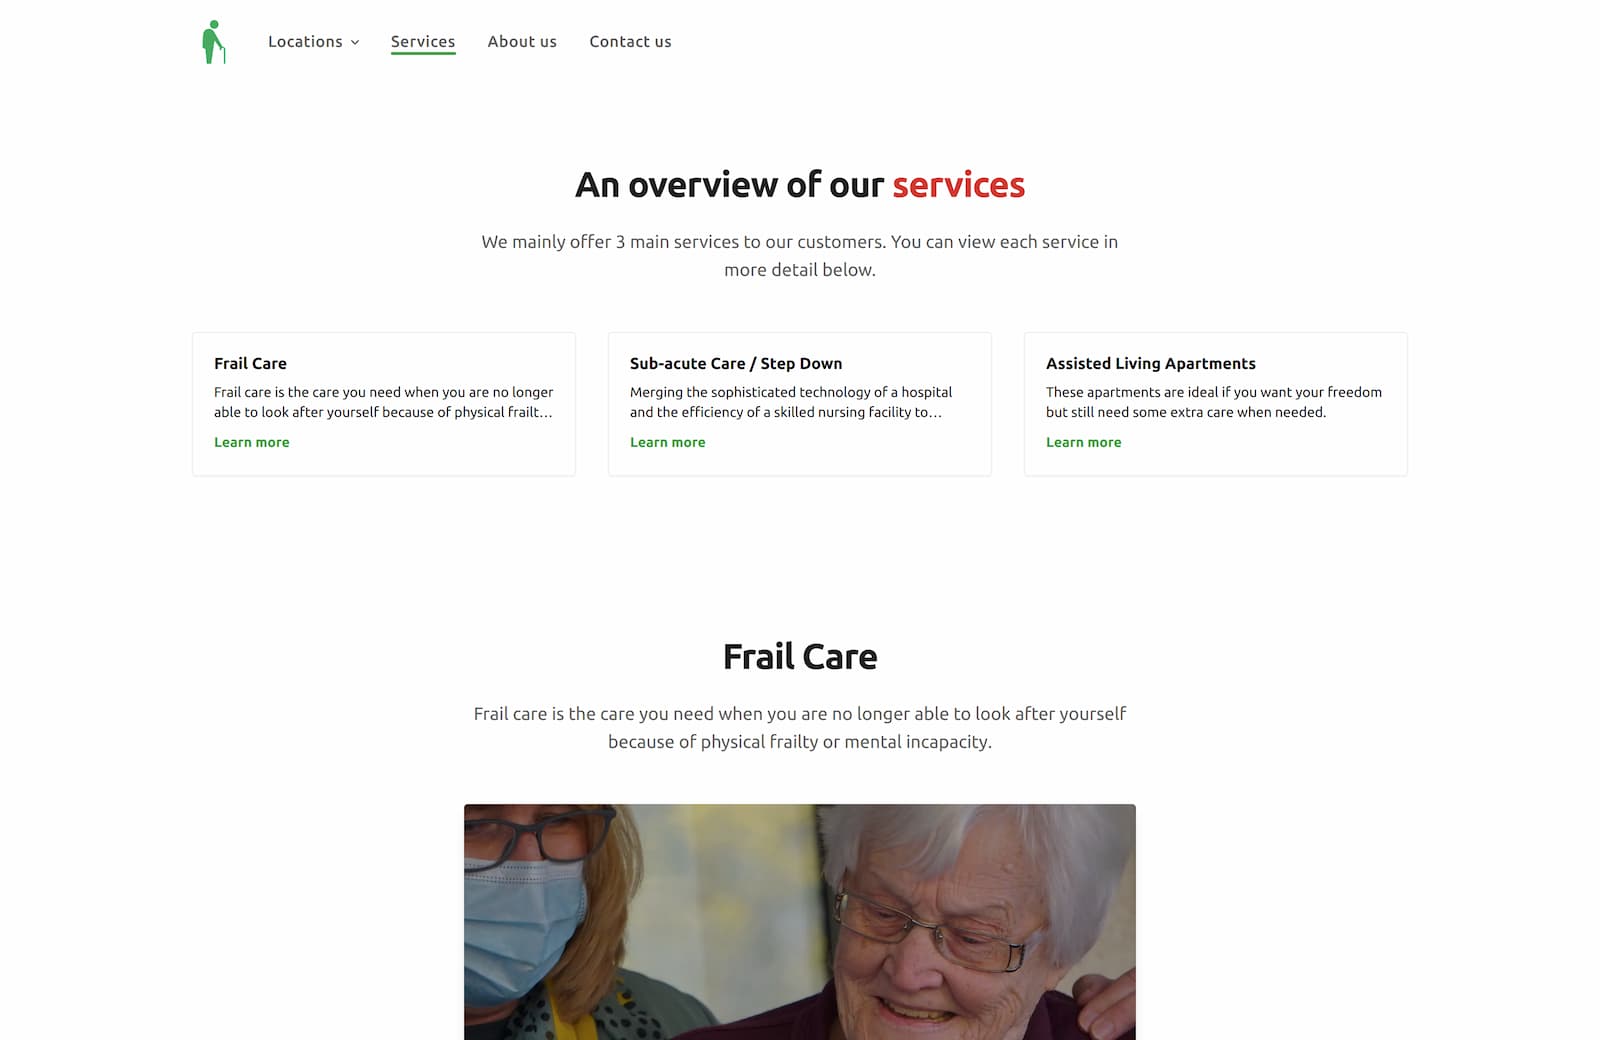 Locations
Services
About us
Contact us
An overview of our services
We mainly offer 3 main services to our customers. You can view each service in
more detail below.
Frail Care
Frail care is the care you need when you are no longer
able to look after yourself because of physical frailt...
Learn more
Sub-acute Care / Step Down
Merging the sophisticated technology of a hospital
and the efficiency of a skilled nursing facility to...
Learn more
Assisted Living Apartments
These apartments are ideal if you want your freedom
but still need some extra care when needed.
Learn more
Frail Care
Frail care is the care you need when you are no longer able to look after yourself
because of physical frailty or mental incapacity.